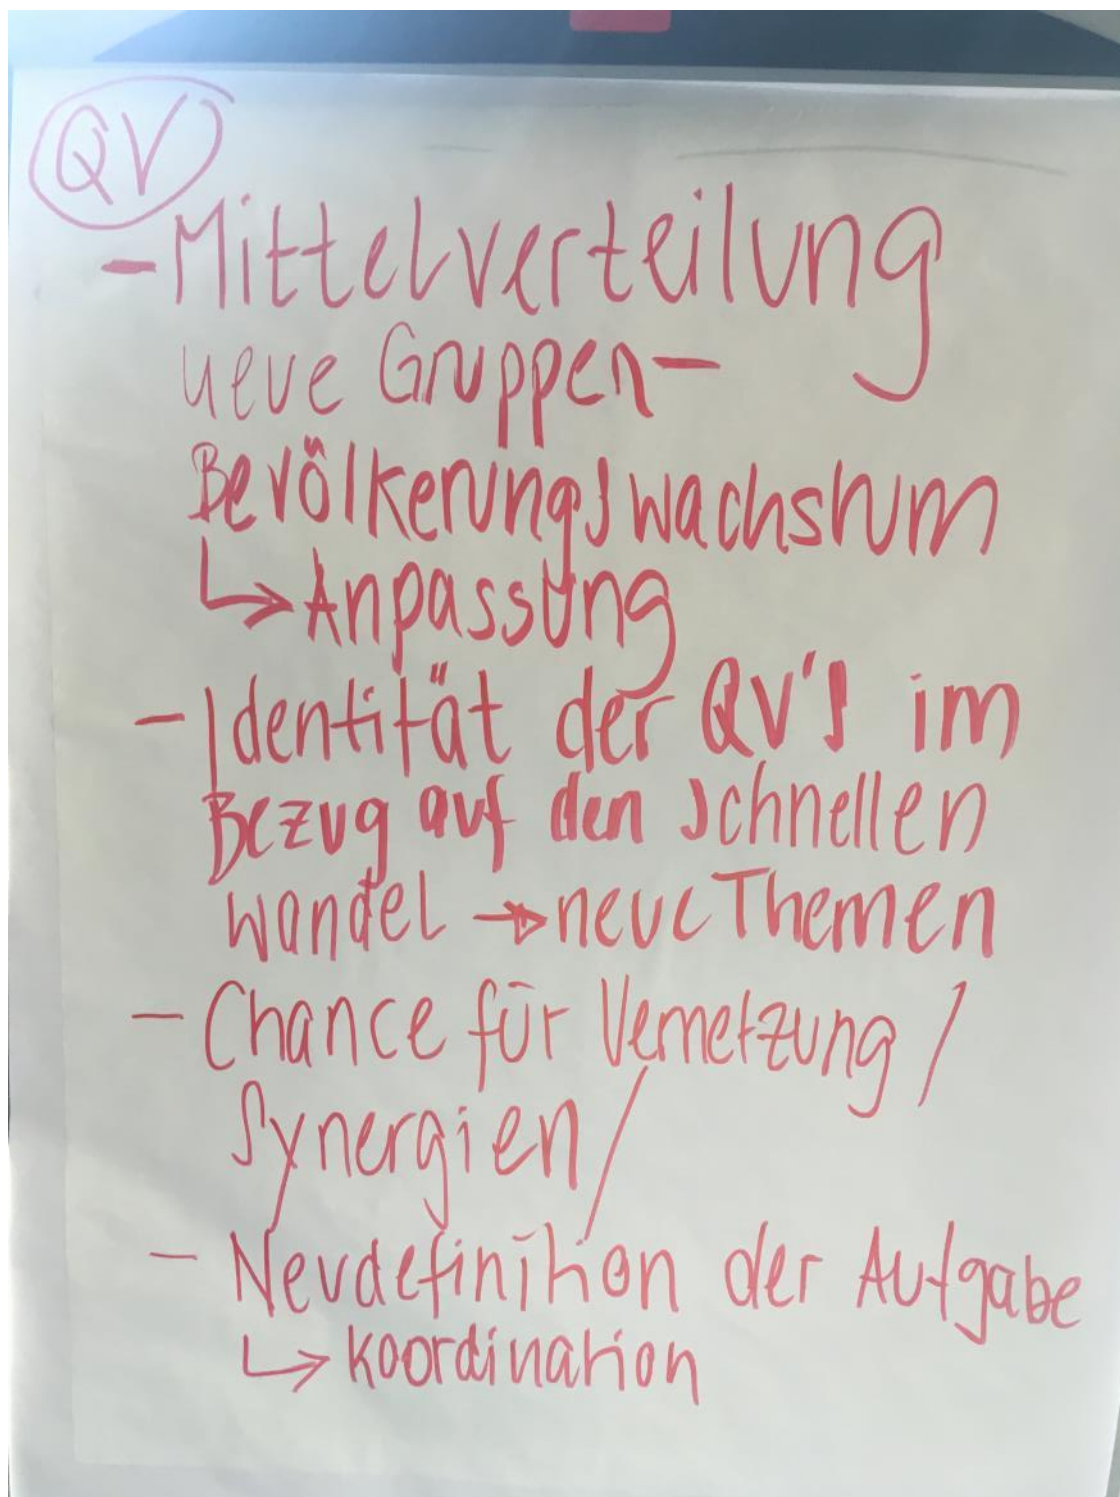 QV
- Mittelverteilung
neue Gruppen -
Bevölkerungswachstum
↳ Anpassung
- Identität der QV's im
Bezug auf den schnellen
Wandel → neue Themen
- Chance für Vernetzung /
Synergien /
- Neudefinition der Aufgabe
↳ Koordination